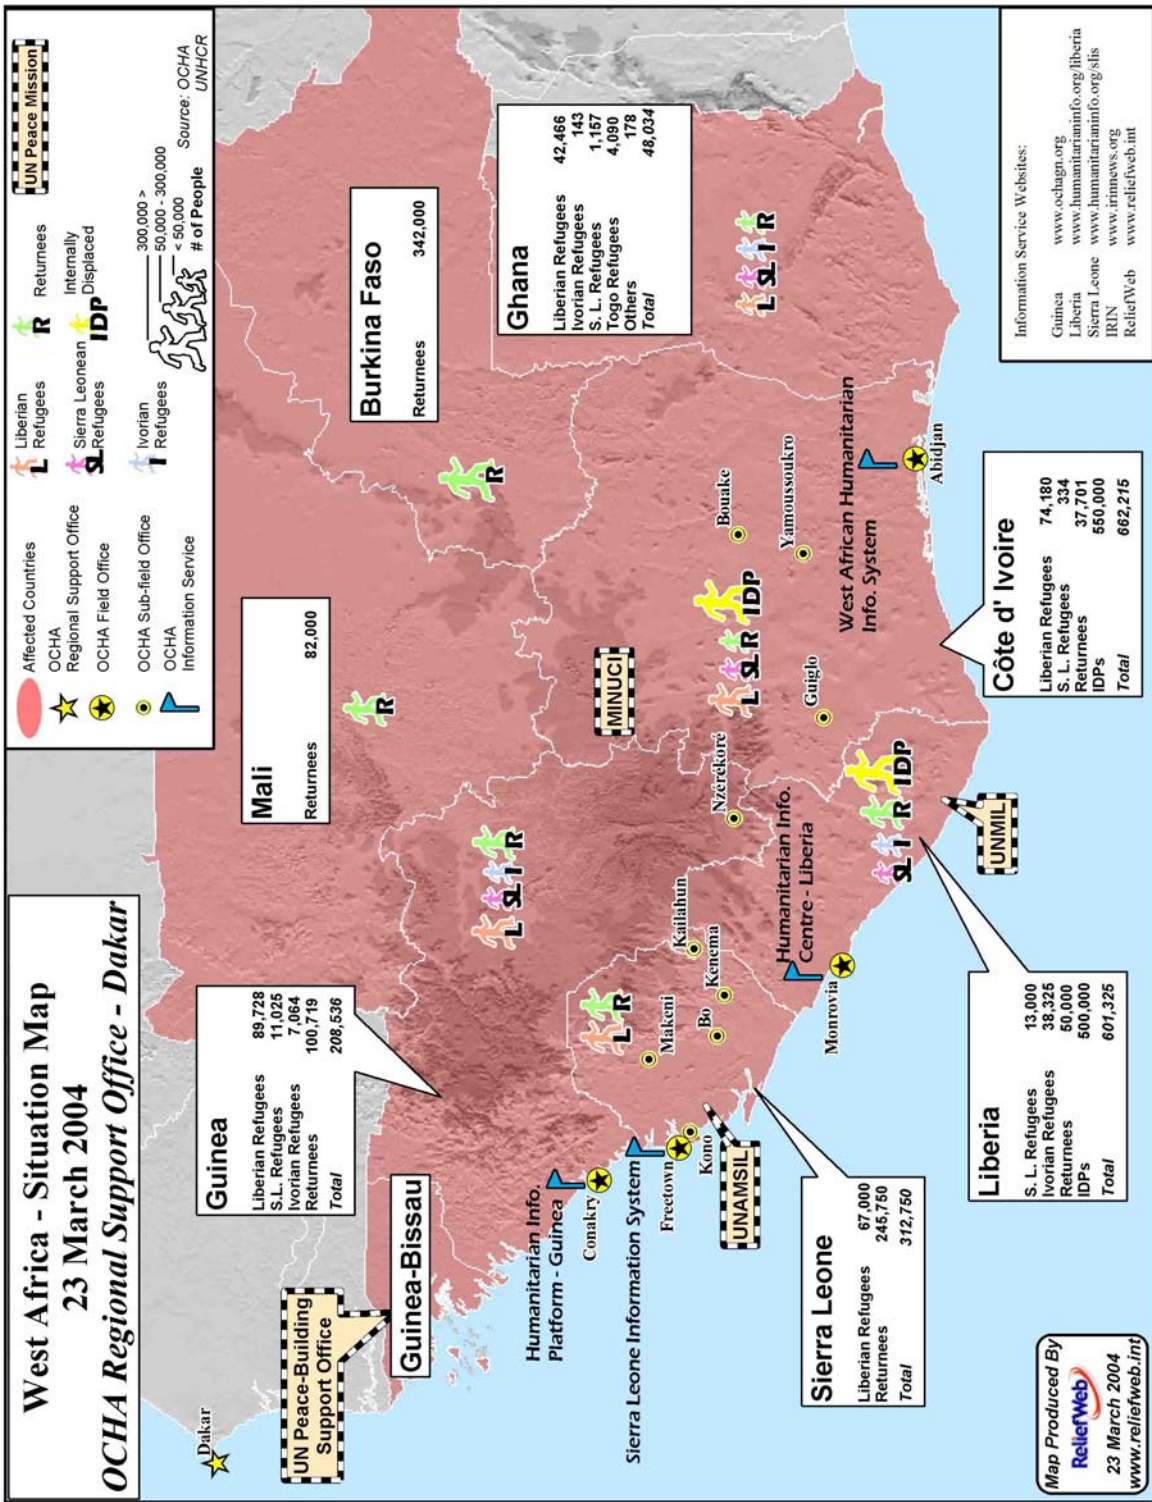 West Africa - Situation Map
23 March 2004
OCHA Regional Support Office - Dakar
Affected Countries
OCHA
Regional Support Office
OCHA Field Office
OCHA Sub-field Office
OCHA
Information Service
L
Liberian
Refugees
SL
Sierra Leonean
Refugees
I
Ivorian
Refugees
R
Returnees
IDP
Internally
Displaced
UN Peace Mission
300,000 >
50,000 - 300,000
< 50,000
# of People
Source: OCHA
UNHCR
Dakar
UN Peace-Building
Support Office
Guinea-Bissau
Guinea
Liberian Refugees 89,728
S.L. Refugees 11,025
Ivorian Refugees 7,064
Returnees 100,719
Total 208,536
Mali
Returnees 82,000
R
Burkina Faso
Returnees 342,000
R
Ghana
Liberian Refugees 42,466
Ivorian Refugees 143
S. L. Refugees 1,157
Togo Refugees 4,090
Others 178
Total 48,034
L SL I R
L SL I R
Humanitarian Info.
Platform - Guinea
Conakry
Sierra Leone Information System
Freetown
Kono
UNAMSIL
L R
Makeni
Bo
Kenema
Kailahun
Nzérékoré
MINUCI
L SL R IDP
Bouake
Yamoussoukro
Guiglo
West African Humanitarian
Info. System
Abidjan
Humanitarian Info.
Centre - Liberia
Monrovia
SL I R IDP
UNMIL
Sierra Leone
Liberian Refugees 67,000
Returnees 245,750
Total 312,750
Liberia
S. L. Refugees 13,000
Ivorian Refugees 38,325
Returnees 50,000
IDPs 500,000
Total 601,325
Côte d' Ivoire
Liberian Refugees 74,180
S. L. Refugees 334
Returnees 37,701
IDPs 550,000
Total 662,215
Information Service Websites:
Guinea www.ochagn.org
Liberia www.humanitarianinfo.org/liberia
Sierra Leone www.humanitarianinfo.org/slis
IRIN www.irinnews.org
ReliefWeb www.reliefweb.int
Map Produced By
ReliefWeb
23 March 2004
www.reliefweb.int